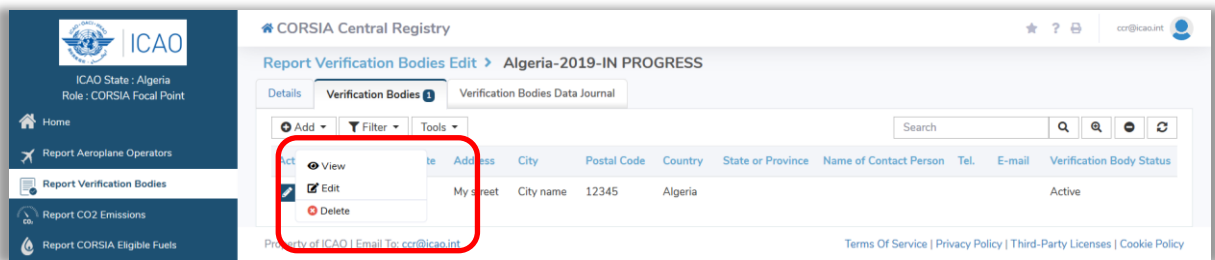 ICAO
ICAO State : Algeria
Role : CORSIA Focal Point
Home
Report Aeroplane Operators
Report Verification Bodies
Report CO2 Emissions
Report CORSIA Eligible Fuels
CORSIA Central Registry
ccr@icao.int
Report Verification Bodies Edit > Algeria-2019-IN PROGRESS
Details Verification Bodies 1 Verification Bodies Data Journal
Add Filter Tools Search
Address City Postal Code Country State or Province Name of Contact Person Tel. E-mail Verification Body Status
View
Edit
Delete
My street City name 12345 Algeria Active
Property of ICAO | Email To: ccr@icao.int
Terms Of Service | Privacy Policy | Third-Party Licenses | Cookie Policy